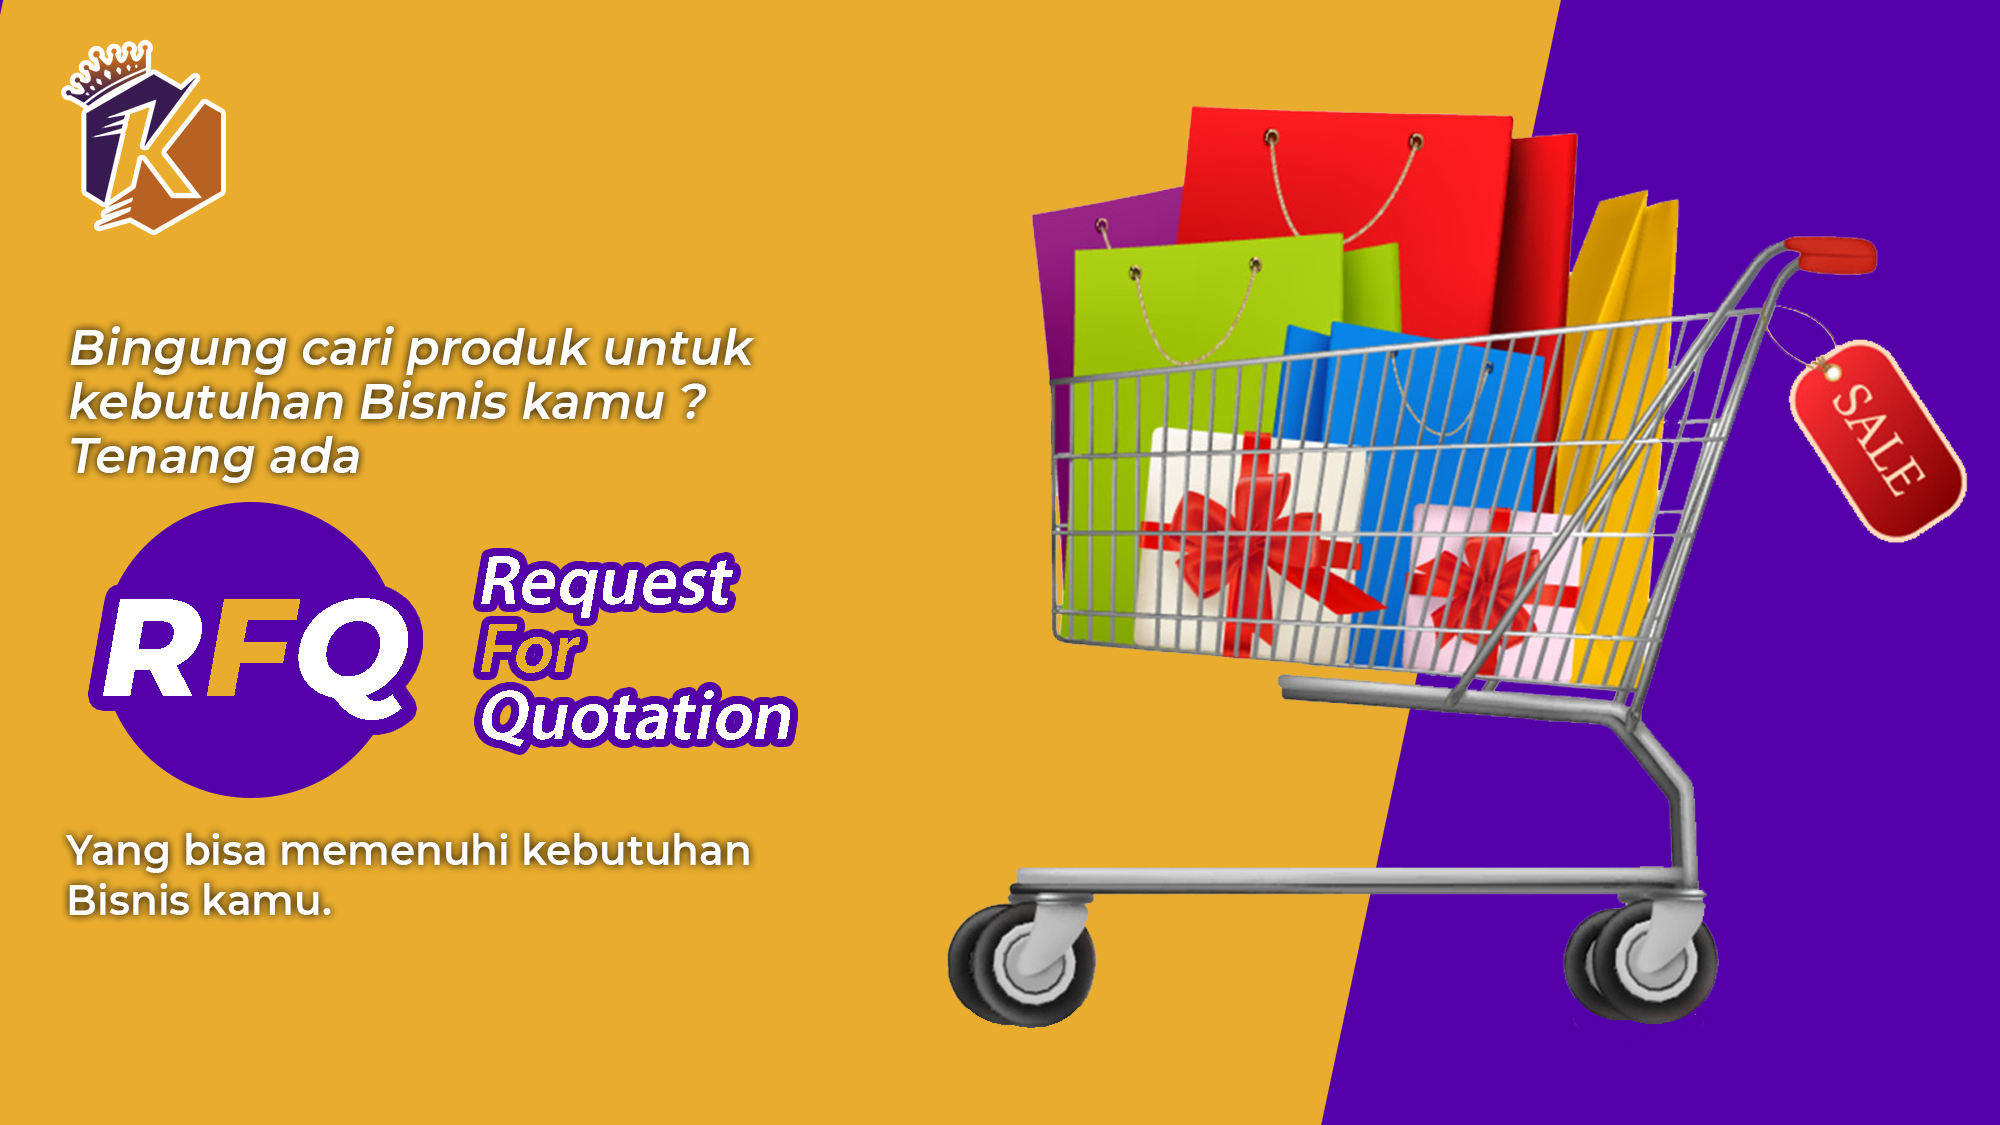 K
Bingung cari produk untuk
kebutuhan Bisnis kamu ?
Tenang ada
RFQ
Request
For
Quotation
Yang bisa memenuhi kebutuhan
Bisnis kamu.
SALE